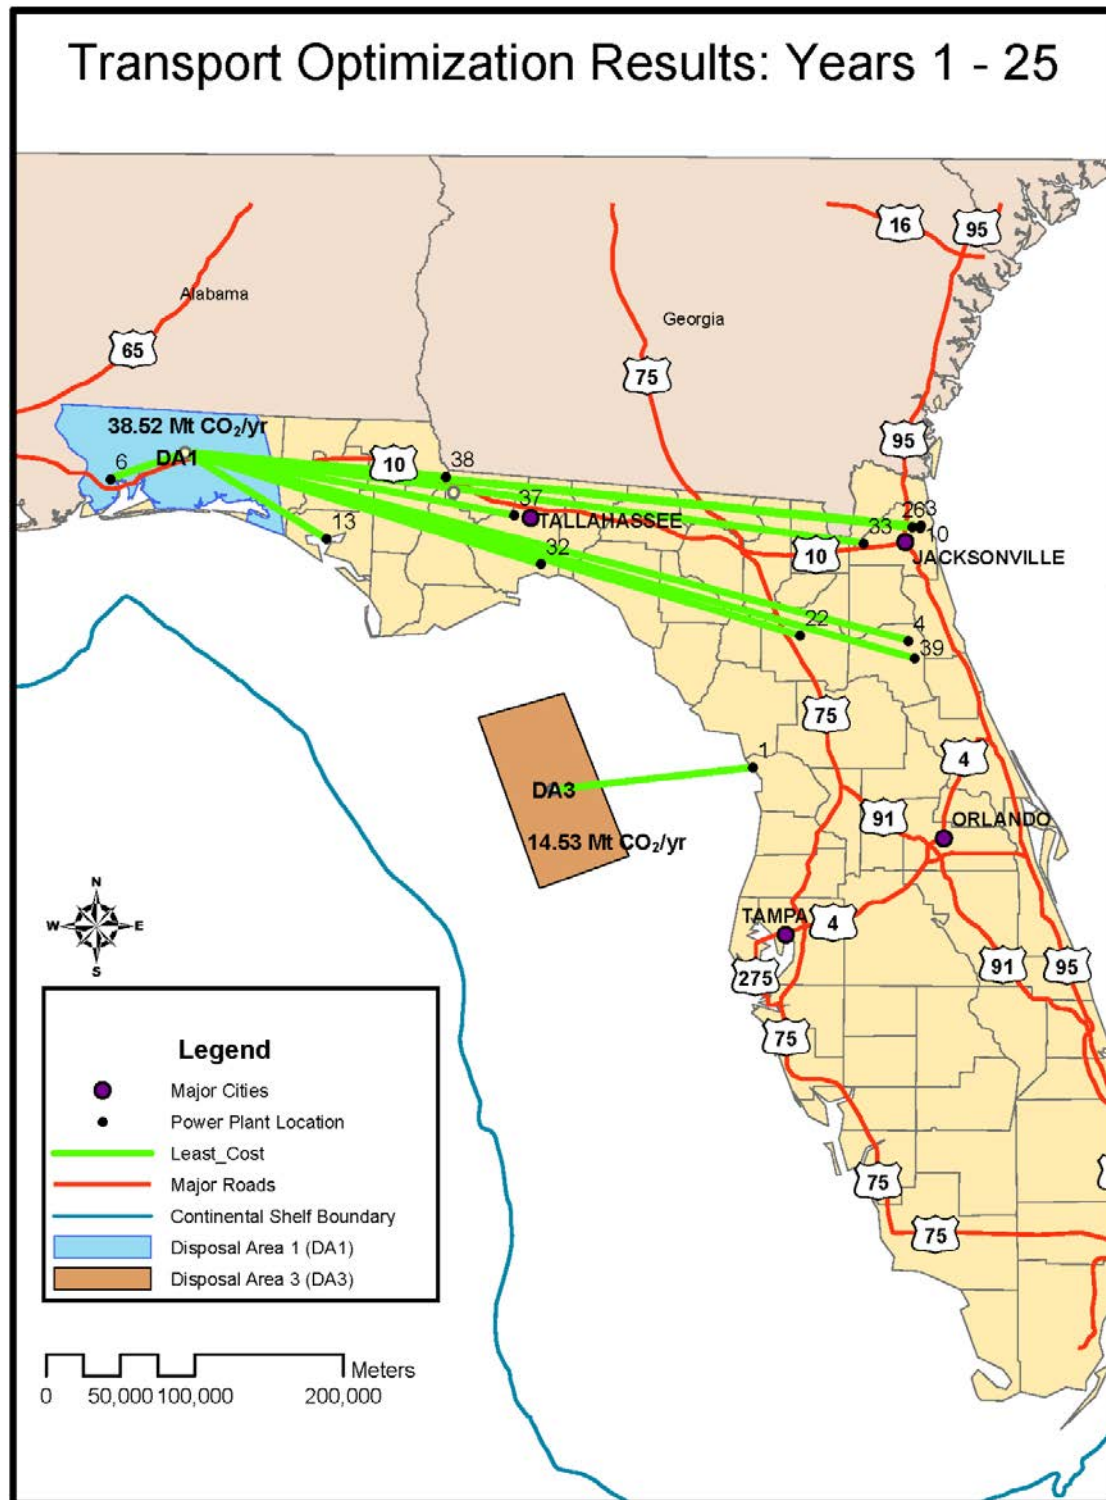 Transport Optimization Results: Years 1 - 25
16
95
Alabama
Georgia
65
75
95
38.52 Mt CO₂/yr
DA1
6
10
38
13
37
TALLAHASSEE
32
33
26
3
10
JACKSONVILLE
10
22
4
39
75
1
4
DA3
91
ORLANDO
14.53 Mt CO₂/yr
TAMPA
4
N
W
E
S
275
91
95
75
Legend
Major Cities
Power Plant Location
Least_Cost
Major Roads
Continental Shelf Boundary
Disposal Area 1 (DA1)
Disposal Area 3 (DA3)
75
75
Meters
0 50,000 100,000 200,000